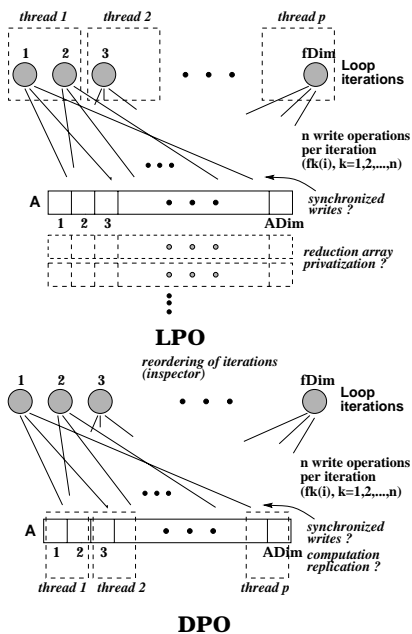 thread 1 thread 2 thread p
1 2 3 fDim
Loop
iterations
n write operations
per iteration
(fk(i), k=1,2,...,n)
synchronized
writes ?
A
1 2 3 ADim
reduction array
privatization ?
LPO
reordering of iterations
(inspector)
1 2 3 fDim
Loop
iterations
n write operations
per iteration
(fk(i), k=1,2,...,n)
synchronized
writes ?
A
1 2 3 ADim
computation
replication ?
thread 1 thread 2 thread p
DPO